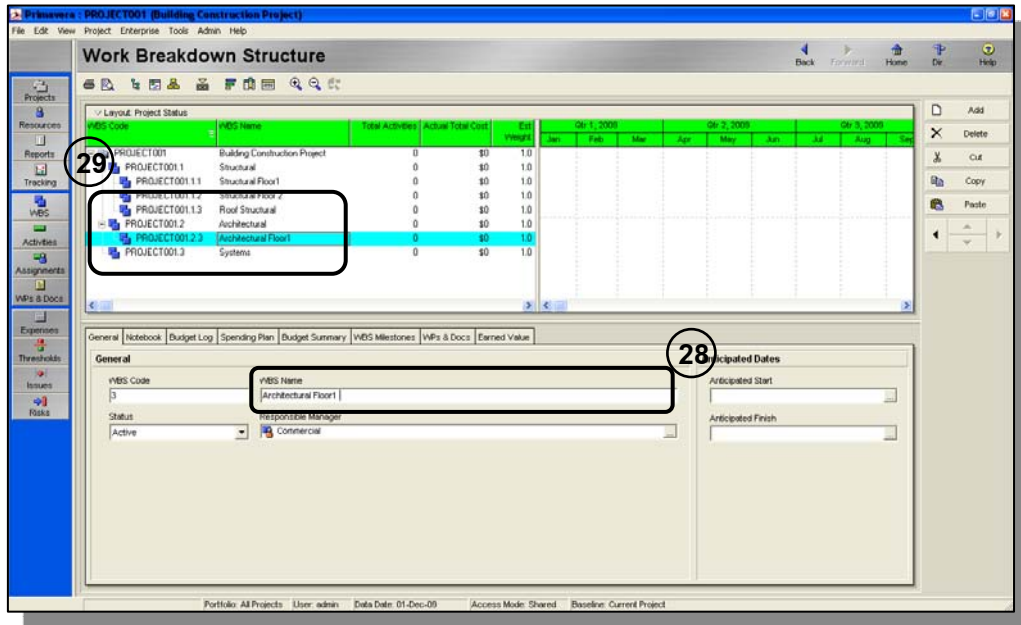 Primavera : PROJECT001 (Building Construction Project)
File Edit View Project Enterprise Tools Admin Help
Work Breakdown Structure
Back Forward Home Dir. Help
Projects
Resources
Reports
Tracking
WBS
Activities
Assignments
WPs & Docs
Expenses
Thresholds
Issues
Risks
Layout: Project Status
WBS Code WBS Name Total Activities Actual Total Cost Est Weight
Qtr 1, 2009 Qtr 2, 2009 Qtr 3, 2009
Jan Feb Mar Apr May Jun Jul Aug Sep
29
PROJECT001 Building Construction Project 0 $0 1.0
PROJECT001.1 Structural 0 $0 1.0
PROJECT001.1.1 Structural Floor1 0 $0 1.0
PROJECT001.1.2 Structural Floor 2 0 $0 1.0
PROJECT001.1.3 Roof Structural 0 $0 1.0
PROJECT001.2 Architectural 0 $0 1.0
PROJECT001.2.3 Architectural Floor1 0 $0 1.0
PROJECT001.3 Systems 0 $0 1.0
Add
Delete
Cut
Copy
Paste
General Notebook Budget Log Spending Plan Budget Summary WBS Milestones WPs & Docs Earned Value
28
General
WBS Code WBS Name
3 Architectural Floor1
Status Responsible Manager
Active Commercial
Anticipated Dates
Anticipated Start
Anticipated Finish
Portfolio: All Projects User: admin Data Date: 01-Dec-09 Access Mode: Shared Baseline: Current Project